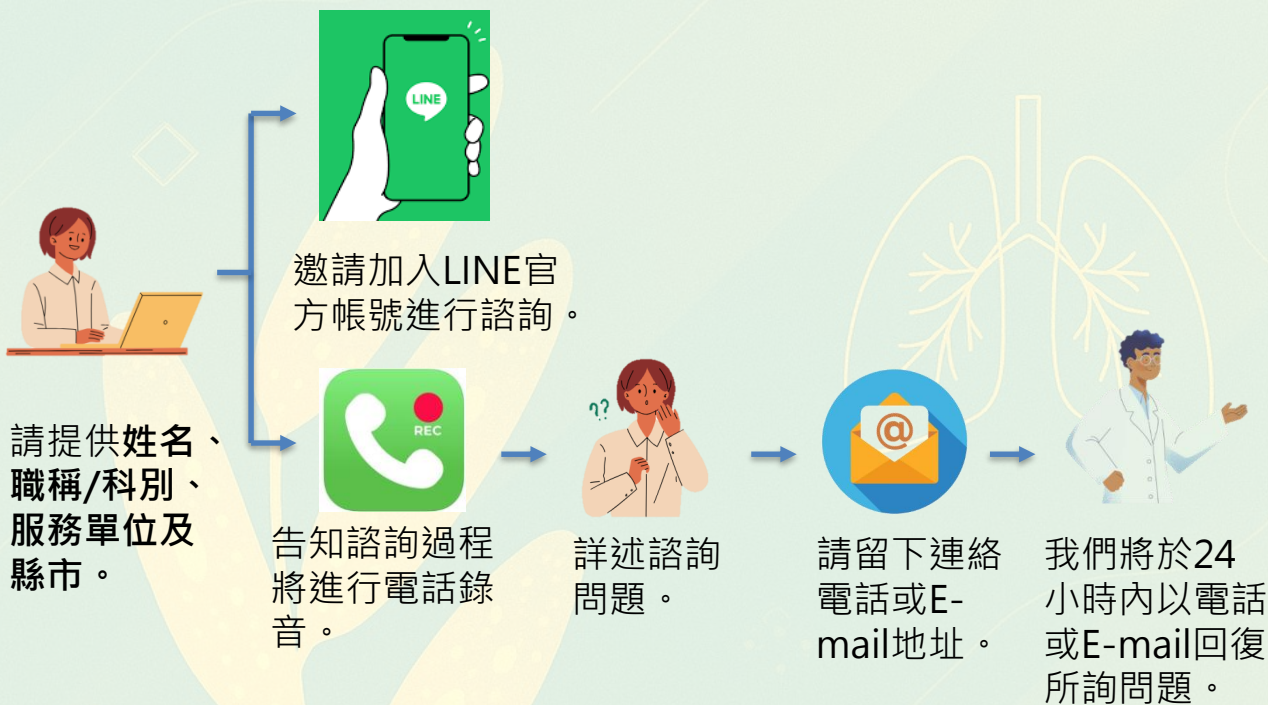 LINE
邀請加入LINE官
方帳號進行諮詢。
請提供姓名、
職稱/科別、
服務單位及
縣市。
REC
告知諮詢過程
將進行電話錄
音。
??
詳述諮詢
問題。
@
請留下連絡
電話或E-
mail地址。
我們將於24
小時內以電話
或E-mail回復
所詢問題。